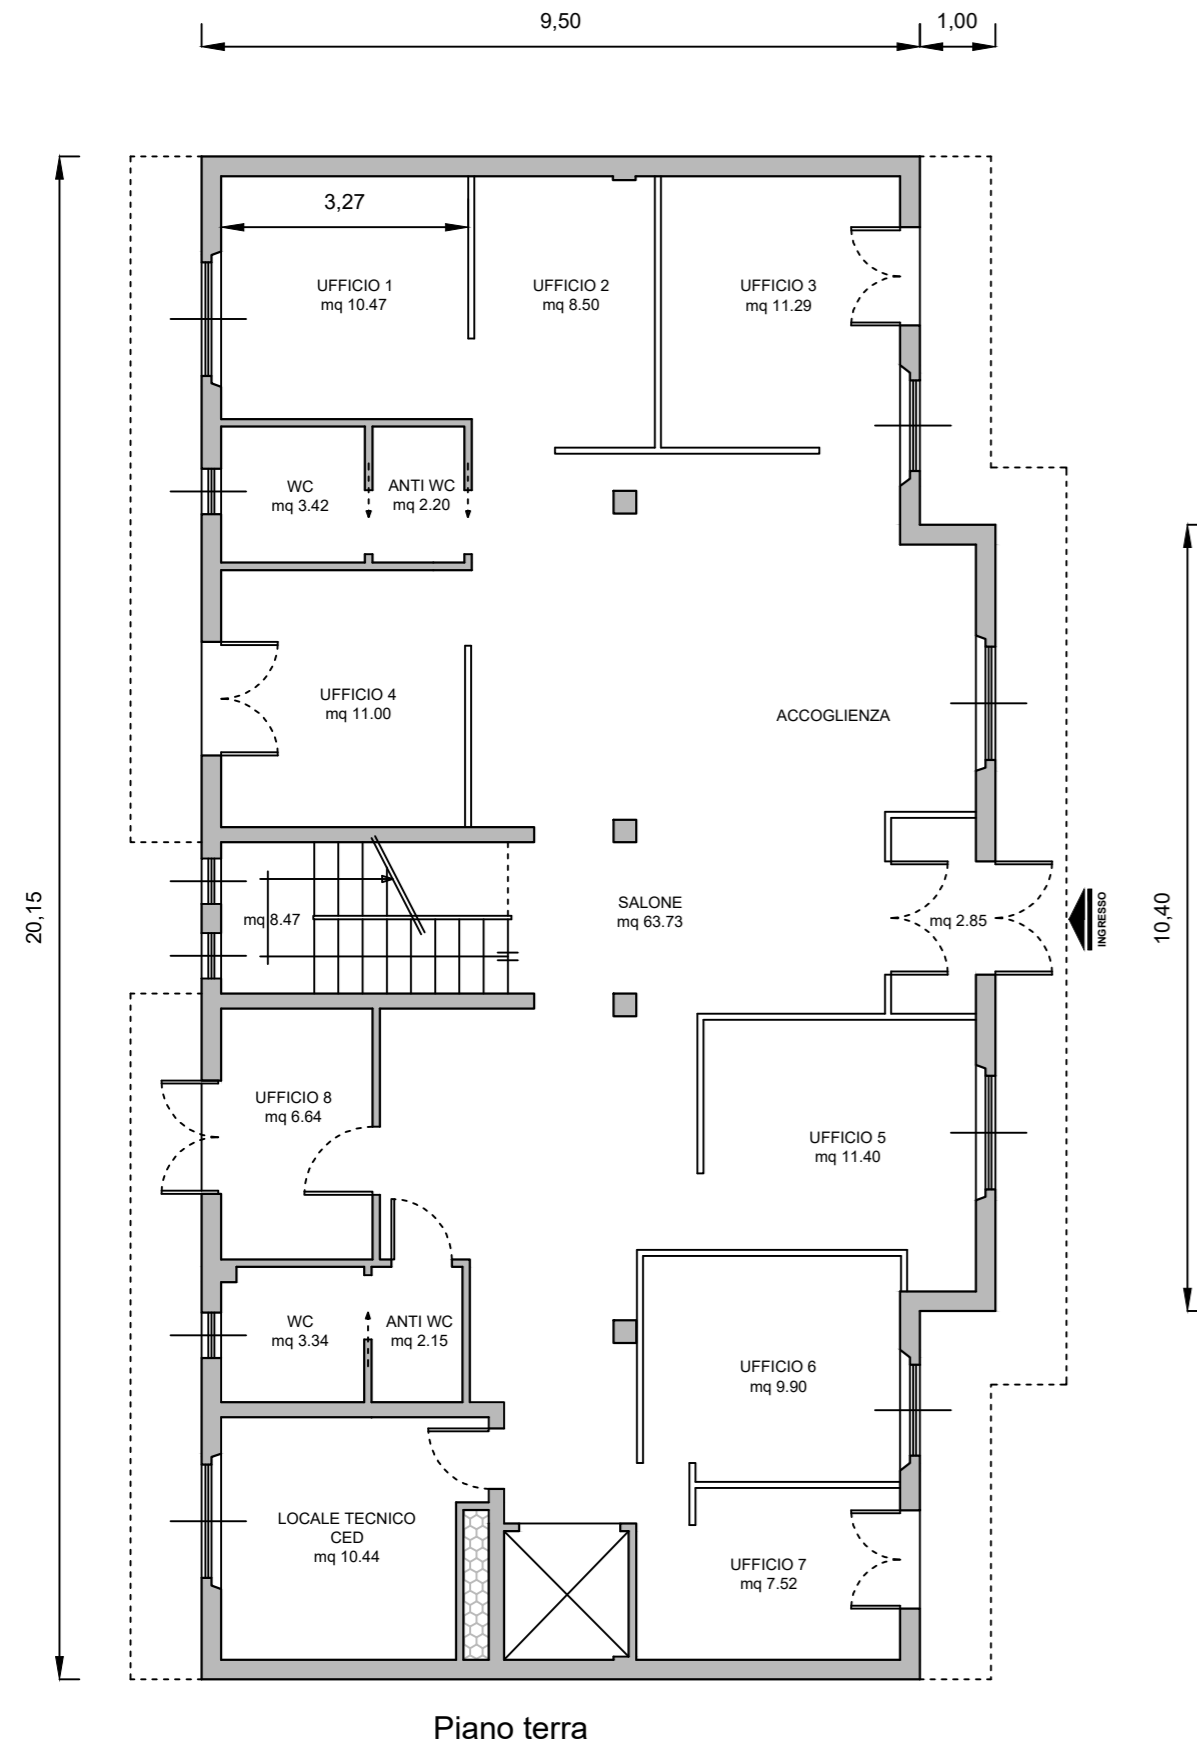 9,50
1,00
3,27
UFFICIO 1
mq 10.47
UFFICIO 2
mq 8.50
UFFICIO 3
mq 11.29
WC
mq 3.42
ANTI WC
mq 2.20
UFFICIO 4
mq 11.00
ACCOGLIENZA
20,15
mq 8.47
SALONE
mq 63.73
mq 2.85
INGRESSO
10,40
UFFICIO 8
mq 6.64
UFFICIO 5
mq 11.40
WC
mq 3.34
ANTI WC
mq 2.15
UFFICIO 6
mq 9.90
LOCALE TECNICO
CED
mq 10.44
UFFICIO 7
mq 7.52
Piano terra